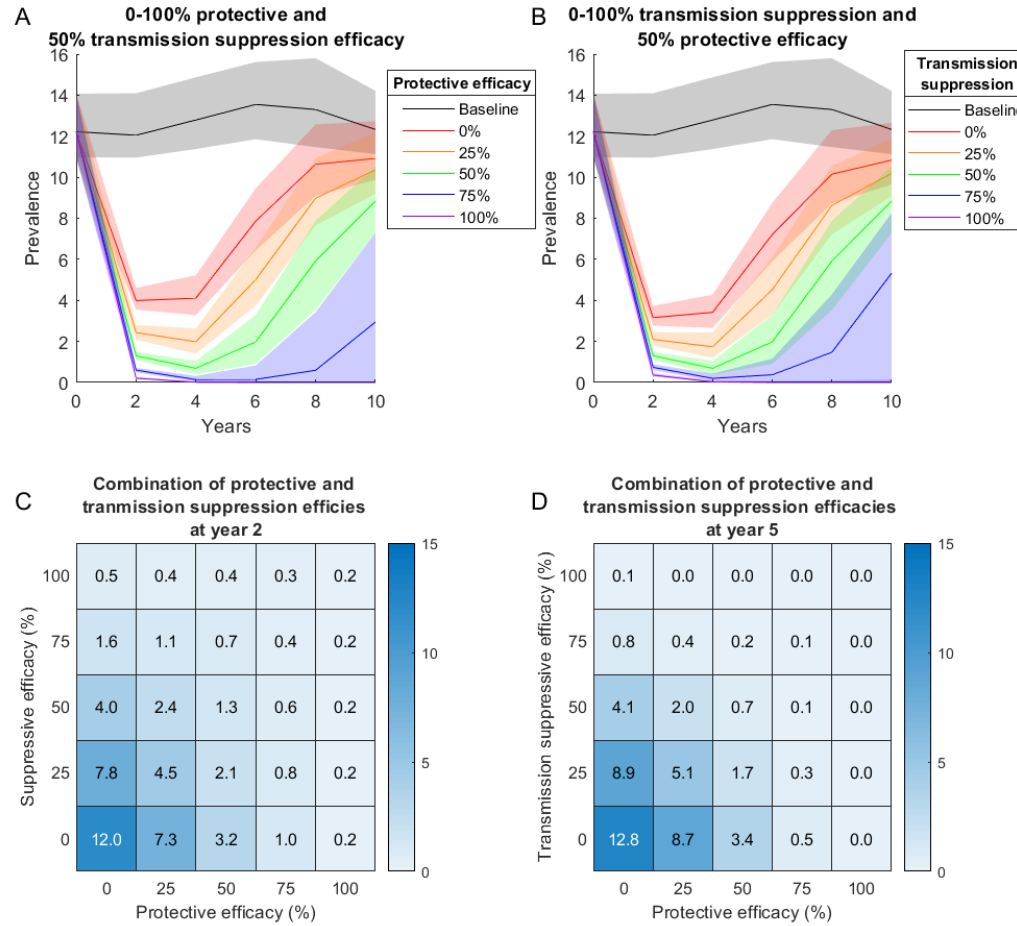 A
0-100% protective and
50% transmission suppression efficacy
Prevalence
16
14
12
10
8
6
4
2
0
0 2 4 6 8 10
Years
Protective efficacy
Baseline
0%
25%
50%
75%
100%
B
0-100% transmission suppression and
50% protective efficacy
Prevalence
16
14
12
10
8
6
4
2
0
0 2 4 6 8 10
Years
Transmission
suppression
Baseline
0%
25%
50%
75%
100%
C
Combination of protective and
tranmission suppression efficies
at year 2
Suppressive efficacy (%)
100 0.5 0.4 0.4 0.3 0.2
75 1.6 1.1 0.7 0.4 0.2
50 4.0 2.4 1.3 0.6 0.2
25 7.8 4.5 2.1 0.8 0.2
0 12.0 7.3 3.2 1.0 0.2
0 25 50 75 100
Protective efficacy (%)
15
10
5
0
D
Combination of protective and
transmission suppression efficacies
at year 5
Transmission suppressive efficacy (%)
100 0.1 0.0 0.0 0.0 0.0
75 0.8 0.4 0.2 0.1 0.0
50 4.1 2.0 0.7 0.1 0.0
25 8.9 5.1 1.7 0.3 0.0
0 12.8 8.7 3.4 0.5 0.0
0 25 50 75 100
Protective efficacy (%)
15
10
5
0